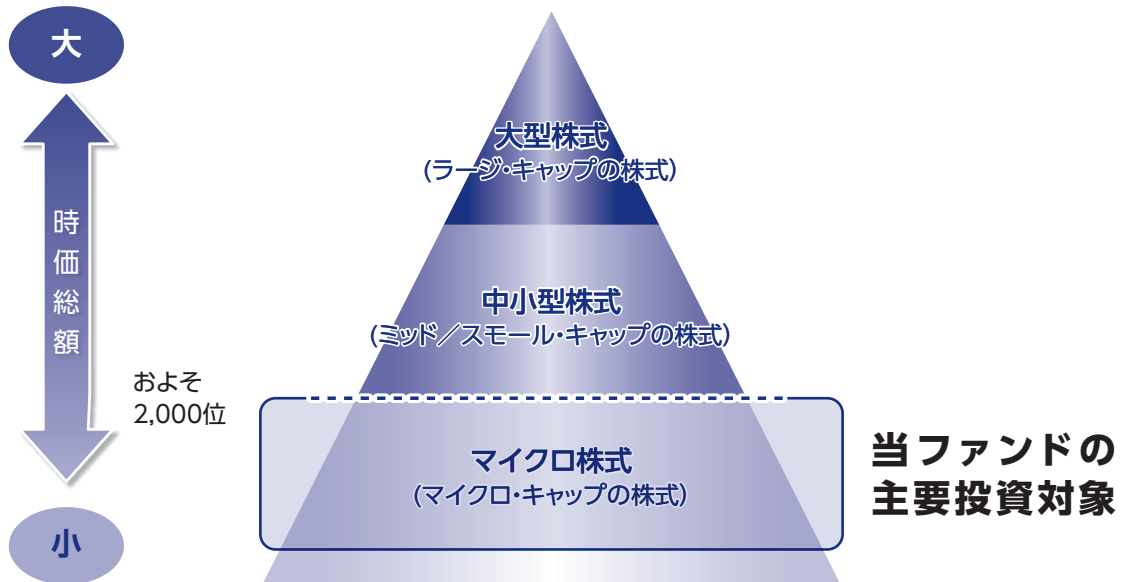 大
時価総額
およそ
2,000位
小
大型株式
(ラージ・キャップの株式)
中小型株式
(ミッド／スモール・キャップの株式)
マイクロ株式
(マイクロ・キャップの株式)
当ファンドの
主要投資対象